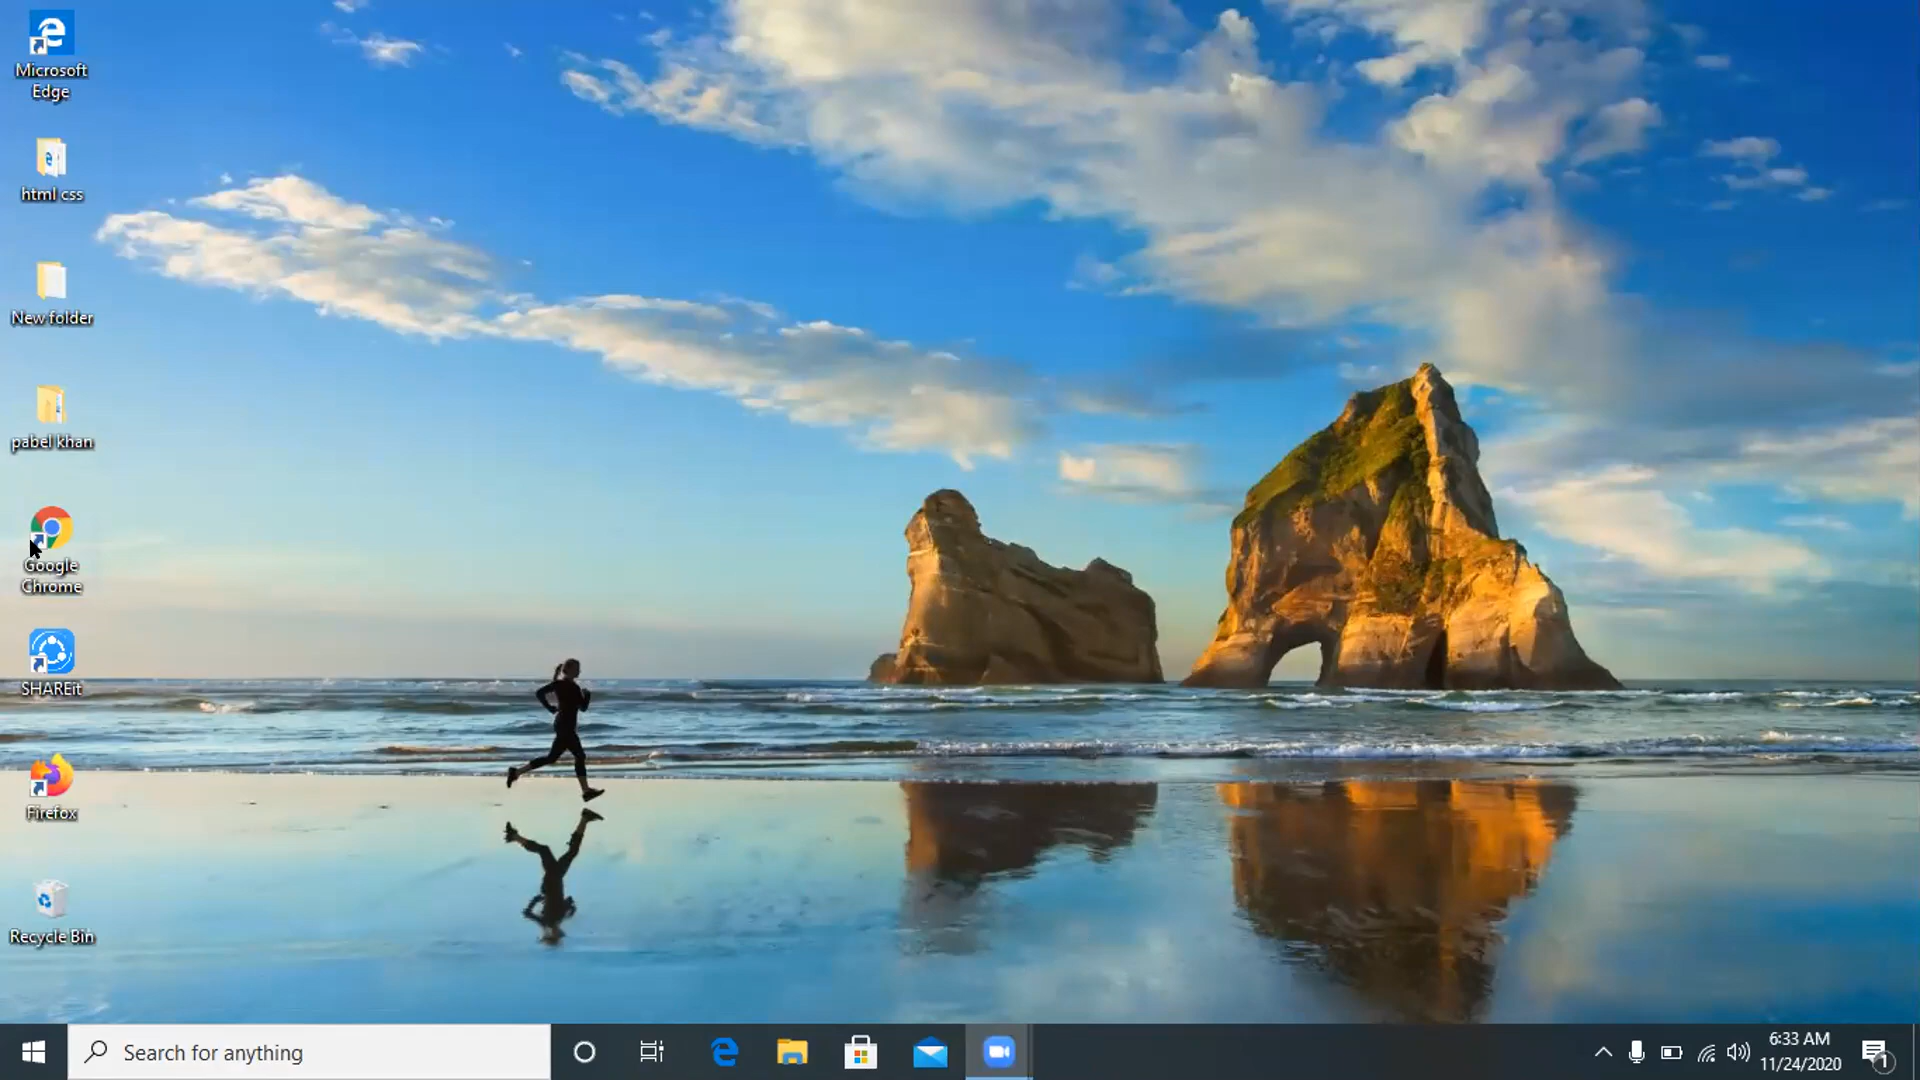 Microsoft
Edge
html css
New folder
pabel khan
Google
Chrome
SHAREit
Firefox
Recycle Bin
Search for anything
6:33 AM
11/24/2020
1